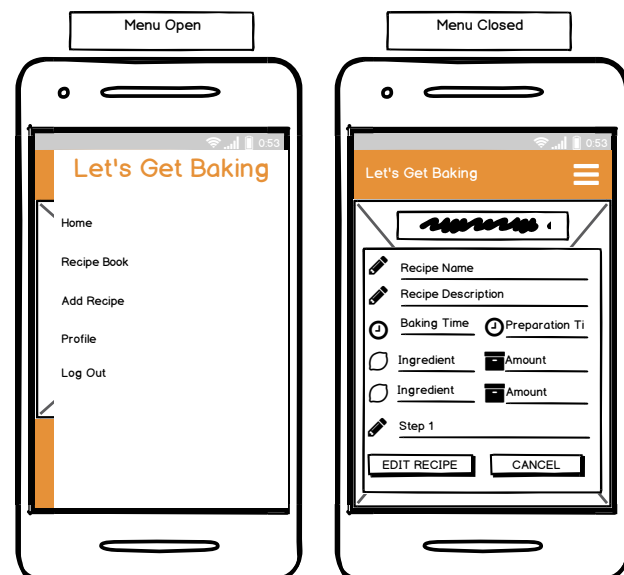 Menu Open
0:53
Let's Get Baking
Home
Recipe Book
Add Recipe
Profile
Log Out
Menu Closed
0:53
Let's Get Baking
Recipe Name
Recipe Description
Baking Time Preparation Ti
Ingredient Amount
Ingredient Amount
Step 1
EDIT RECIPE CANCEL